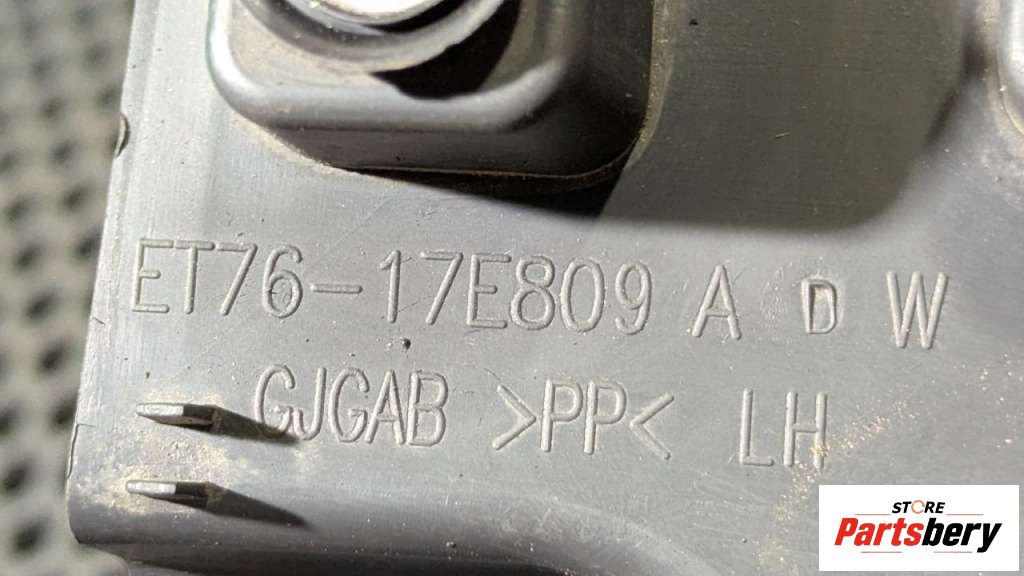 ET76-17E809 A D W
GJGAB >PP< LH
STORE
Partsbery